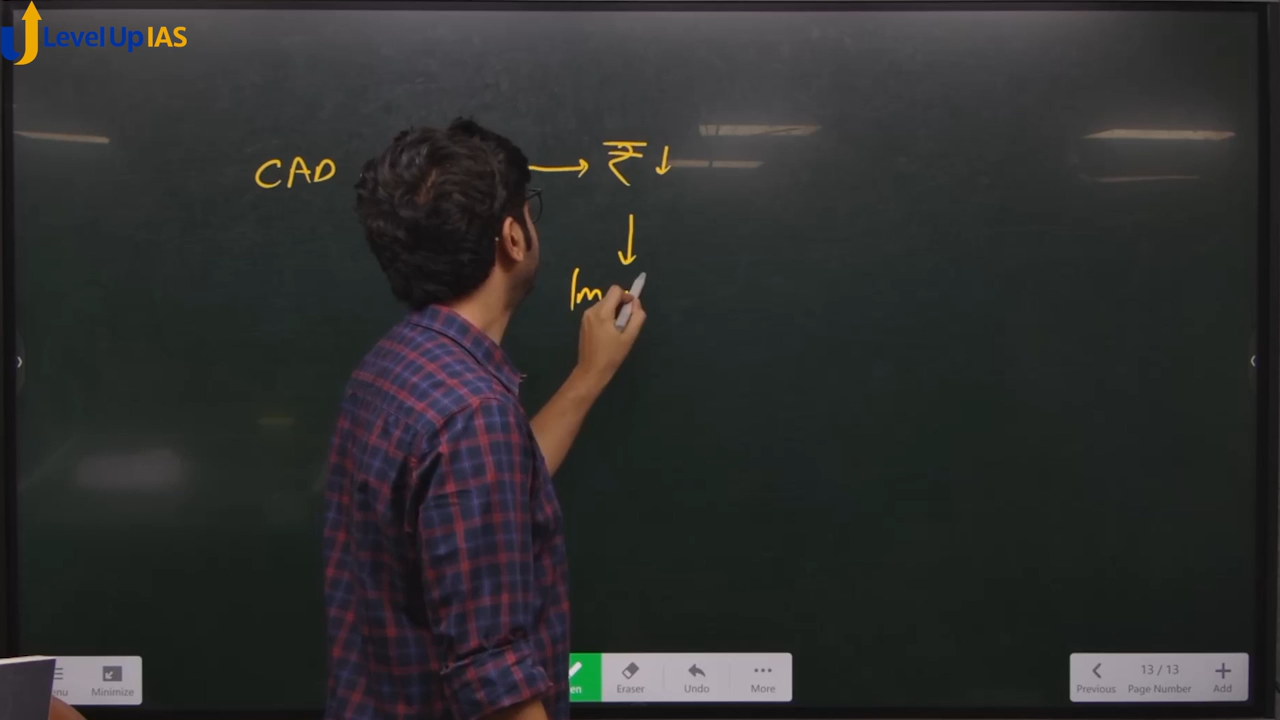 Level Up IAS
CAD → ₹ ↓
↓
Im
Minimize
Eraser
Undo
More
Previous
13 / 13
Page Number
Add